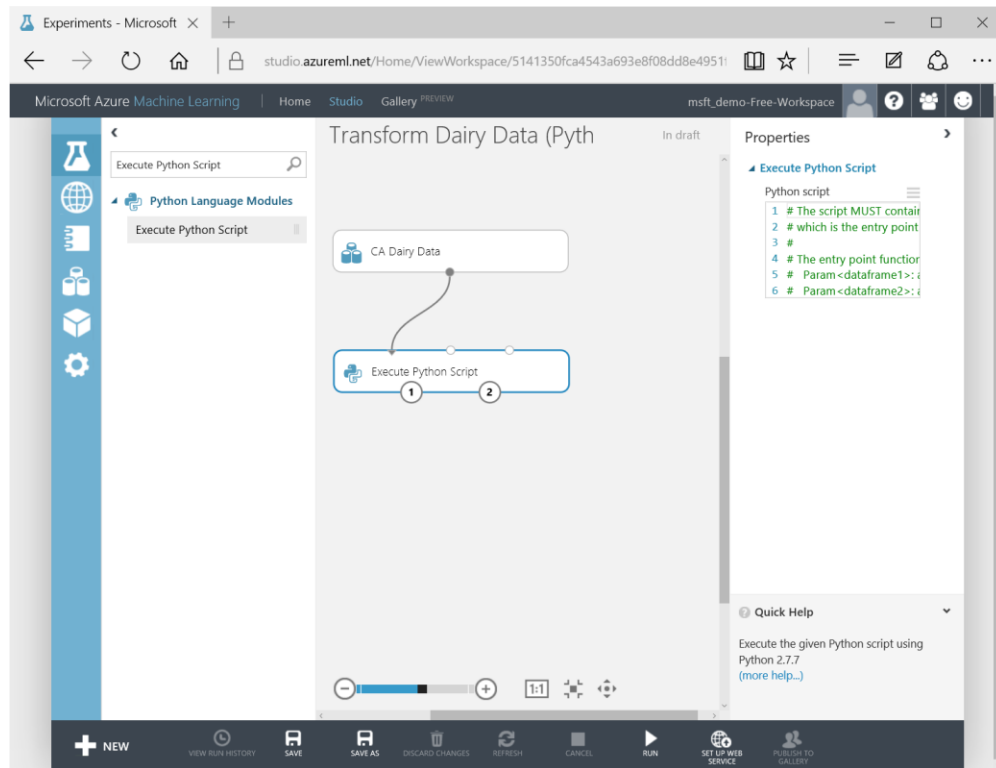 Experiments - Microsoft
studio.azureml.net/Home/ViewWorkspace/5141350fca4543a693e8f08dd8e4951
Microsoft Azure Machine Learning | Home Studio Gallery PREVIEW msft_demo-Free-Workspace
Execute Python Script
Python Language Modules
Execute Python Script
Transform Dairy Data (Pyth
In draft
CA Dairy Data
Execute Python Script
1 2
1:1
Properties
Execute Python Script
Python script
1 # The script MUST contain
2 # which is the entry point
3 #
4 # The entry point function
5 # Param<dataframe1>: a
6 # Param<dataframe2>: a
Quick Help
Execute the given Python script using
Python 2.7.7
(more help...)
NEW
VIEW RUN HISTORY
SAVE
SAVE AS
DISCARD CHANGES
REFRESH
CANCEL
RUN
SET UP WEB
SERVICE
PUBLISH TO
GALLERY